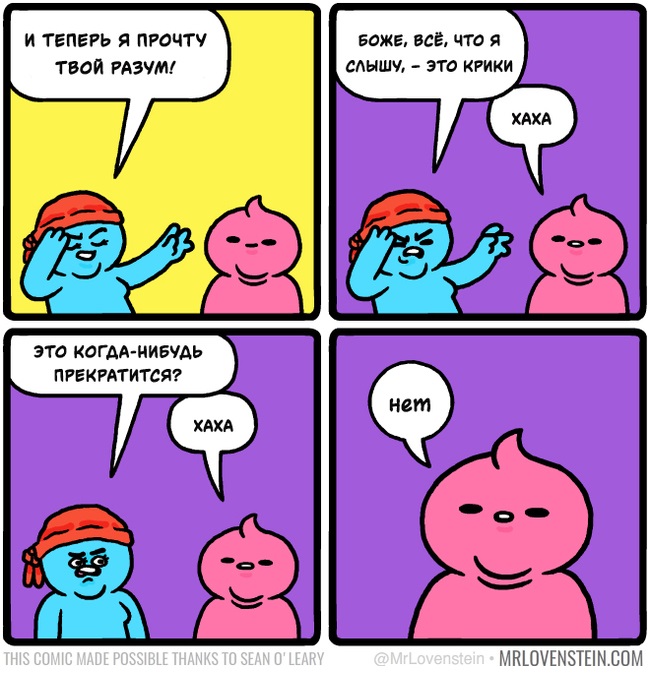 И ТЕПЕРЬ Я ПРОЧТУ
ТВОЙ РАЗУМ!
БОЖЕ, ВСЁ, ЧТО Я
СЛЫШУ, – ЭТО КРИКИ
ХАХА
ЭТО КОГДА-НИБУДЬ
ПРЕКРАТИТСЯ?
ХАХА
нет
THIS COMIC MADE POSSIBLE THANKS TO SEAN O'LEARY
@MrLovenstein • MRLOVENSTEIN.COM